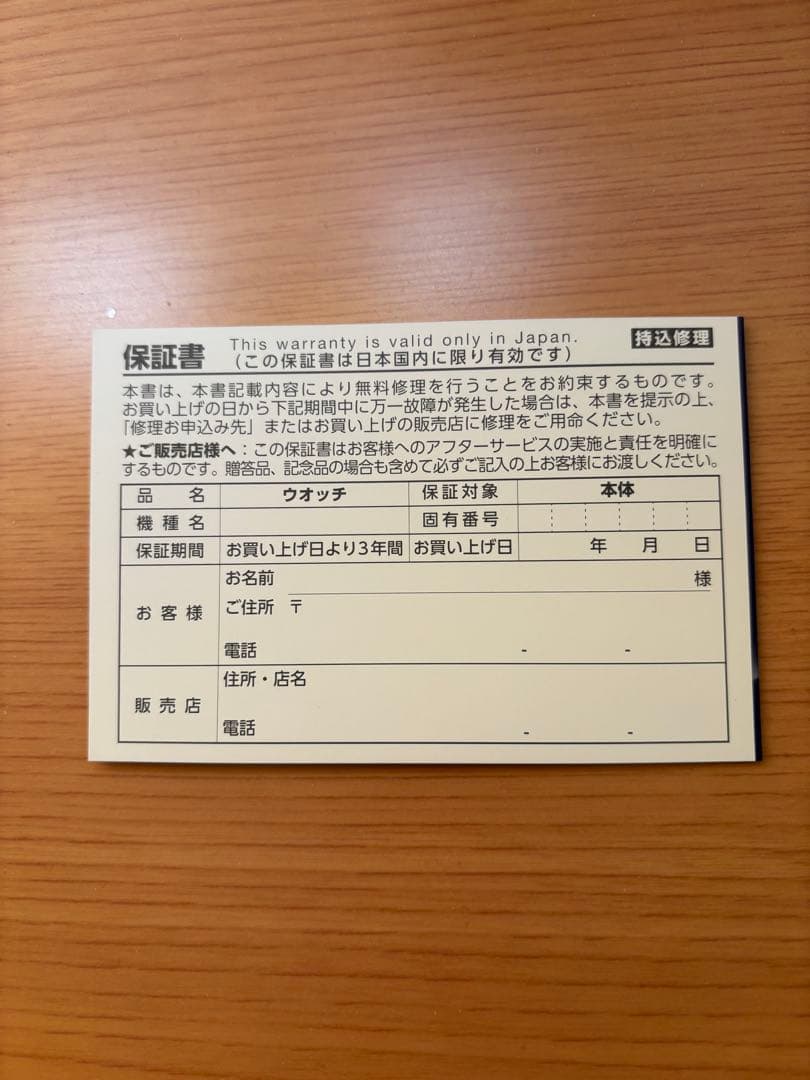 保証書 This warranty is valid only in Japan. 持込修理
(この保証書は日本国内に限り有効です)
本書は、本書記載内容により無料修理を行うことをお約束するものです。
お買い上げの日から下記期間中に万一故障が発生した場合は、本書を提示の上、
「修理お申込み先」またはお買い上げの販売店に修理をご用命ください。
★ご販売店様へ：この保証書はお客様へのアフターサービスの実施と責任を明確に
するものです。贈答品、記念品の場合も含めて必ずご記入の上お客様にお渡しください。
品名 ウオッチ 保証対象 本体
機種名 固有番号
保証期間 お買い上げ日より3年間 お買い上げ日 年 月 日
お客様 お名前 様
ご住所 〒
電話 - -
販売店 住所・店名
電話 - -